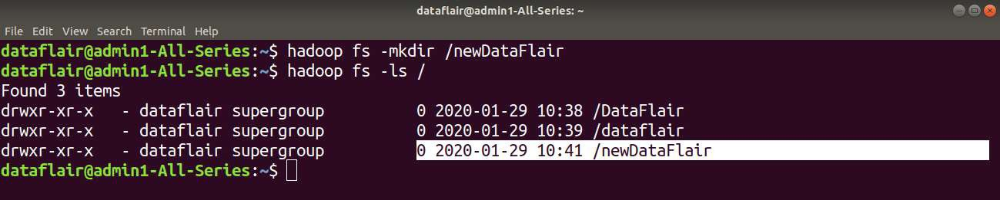 dataflair@admin1-All-Series: ~
File Edit View Search Terminal Help
dataflair@admin1-All-Series:~$ hadoop fs -mkdir /newDataFlair
dataflair@admin1-All-Series:~$ hadoop fs -ls /
Found 3 items
drwxr-xr-x   - dataflair supergroup          0 2020-01-29 10:38 /DataFlair
drwxr-xr-x   - dataflair supergroup          0 2020-01-29 10:39 /dataflair
drwxr-xr-x   - dataflair supergroup          0 2020-01-29 10:41 /newDataFlair
dataflair@admin1-All-Series:~$